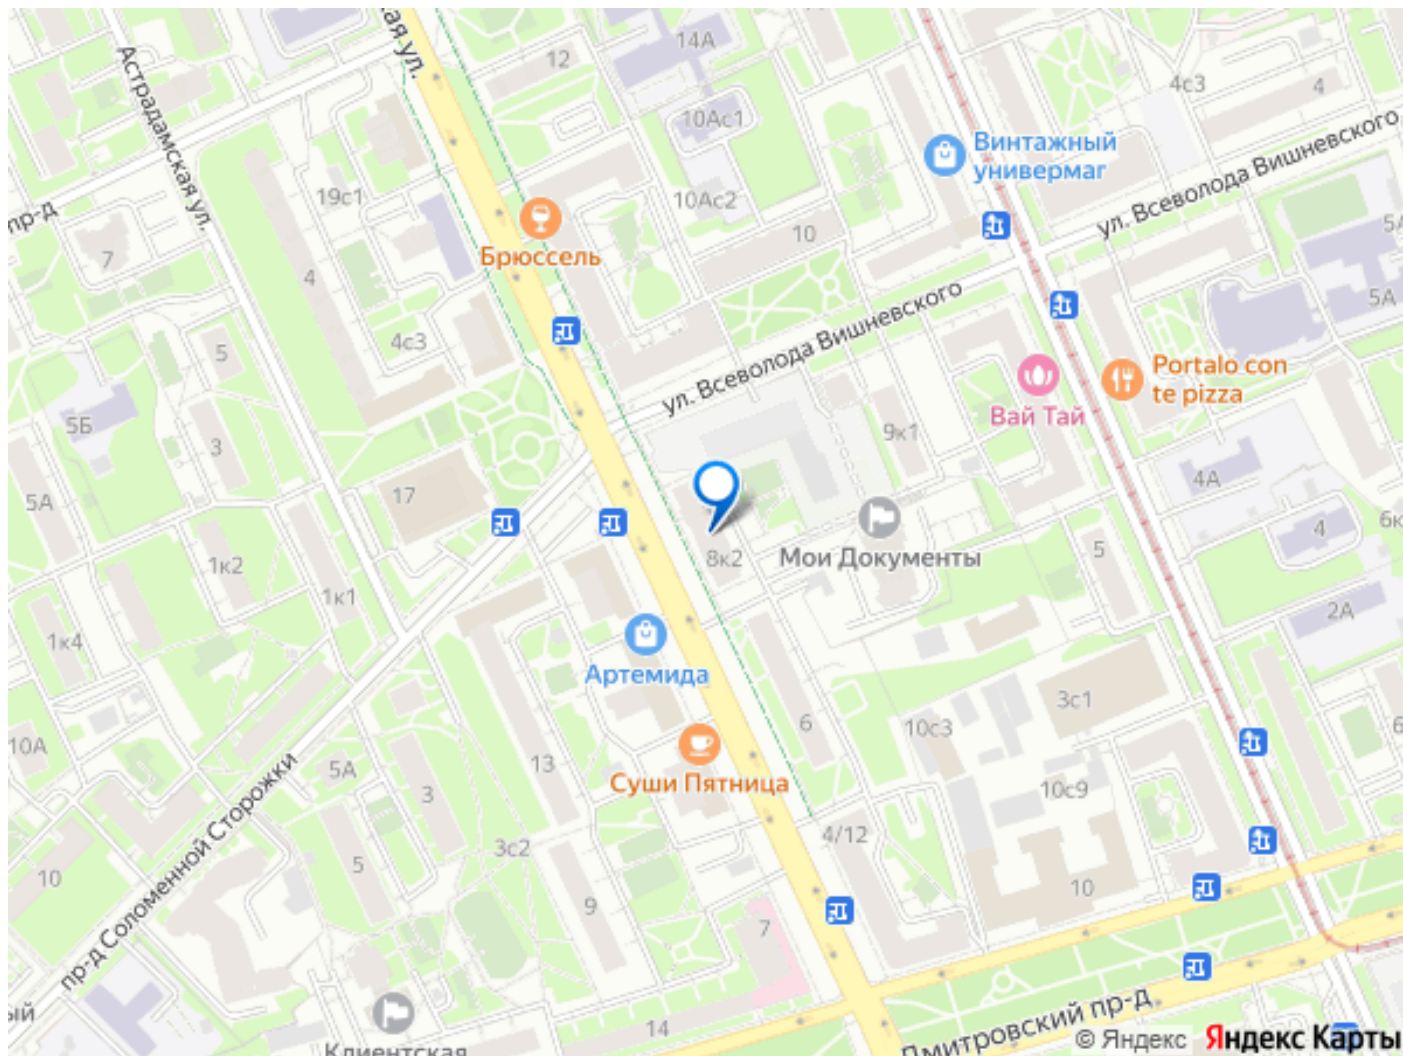 кая ул.
14А
12
4с3
4
Астрадамская ул.
10Ас1
Винтажный
универмаг
ул. Всеволода Вишневского
19с1
10Ас2
пр-д
7
Брюссель
10
5А
4
5А
4с3
5
ул. Всеволода Вишневского
Portalo con
te pizza
Вай Тай
5Б
3
9к1
4А
5А
17
4
6к
8к2
Мои Документы
5
1к2
1к1
2А
1к4
Артемида
3с1
6
10с3
10А
5А
13
Суши Пятница
3
10с9
4/12
3с2
пр-д Соломенной Сторожки
5
10
9
10
7
14
Клиентская
ый
Дмитровский пр-д
© Яндекс Яндекс Карты